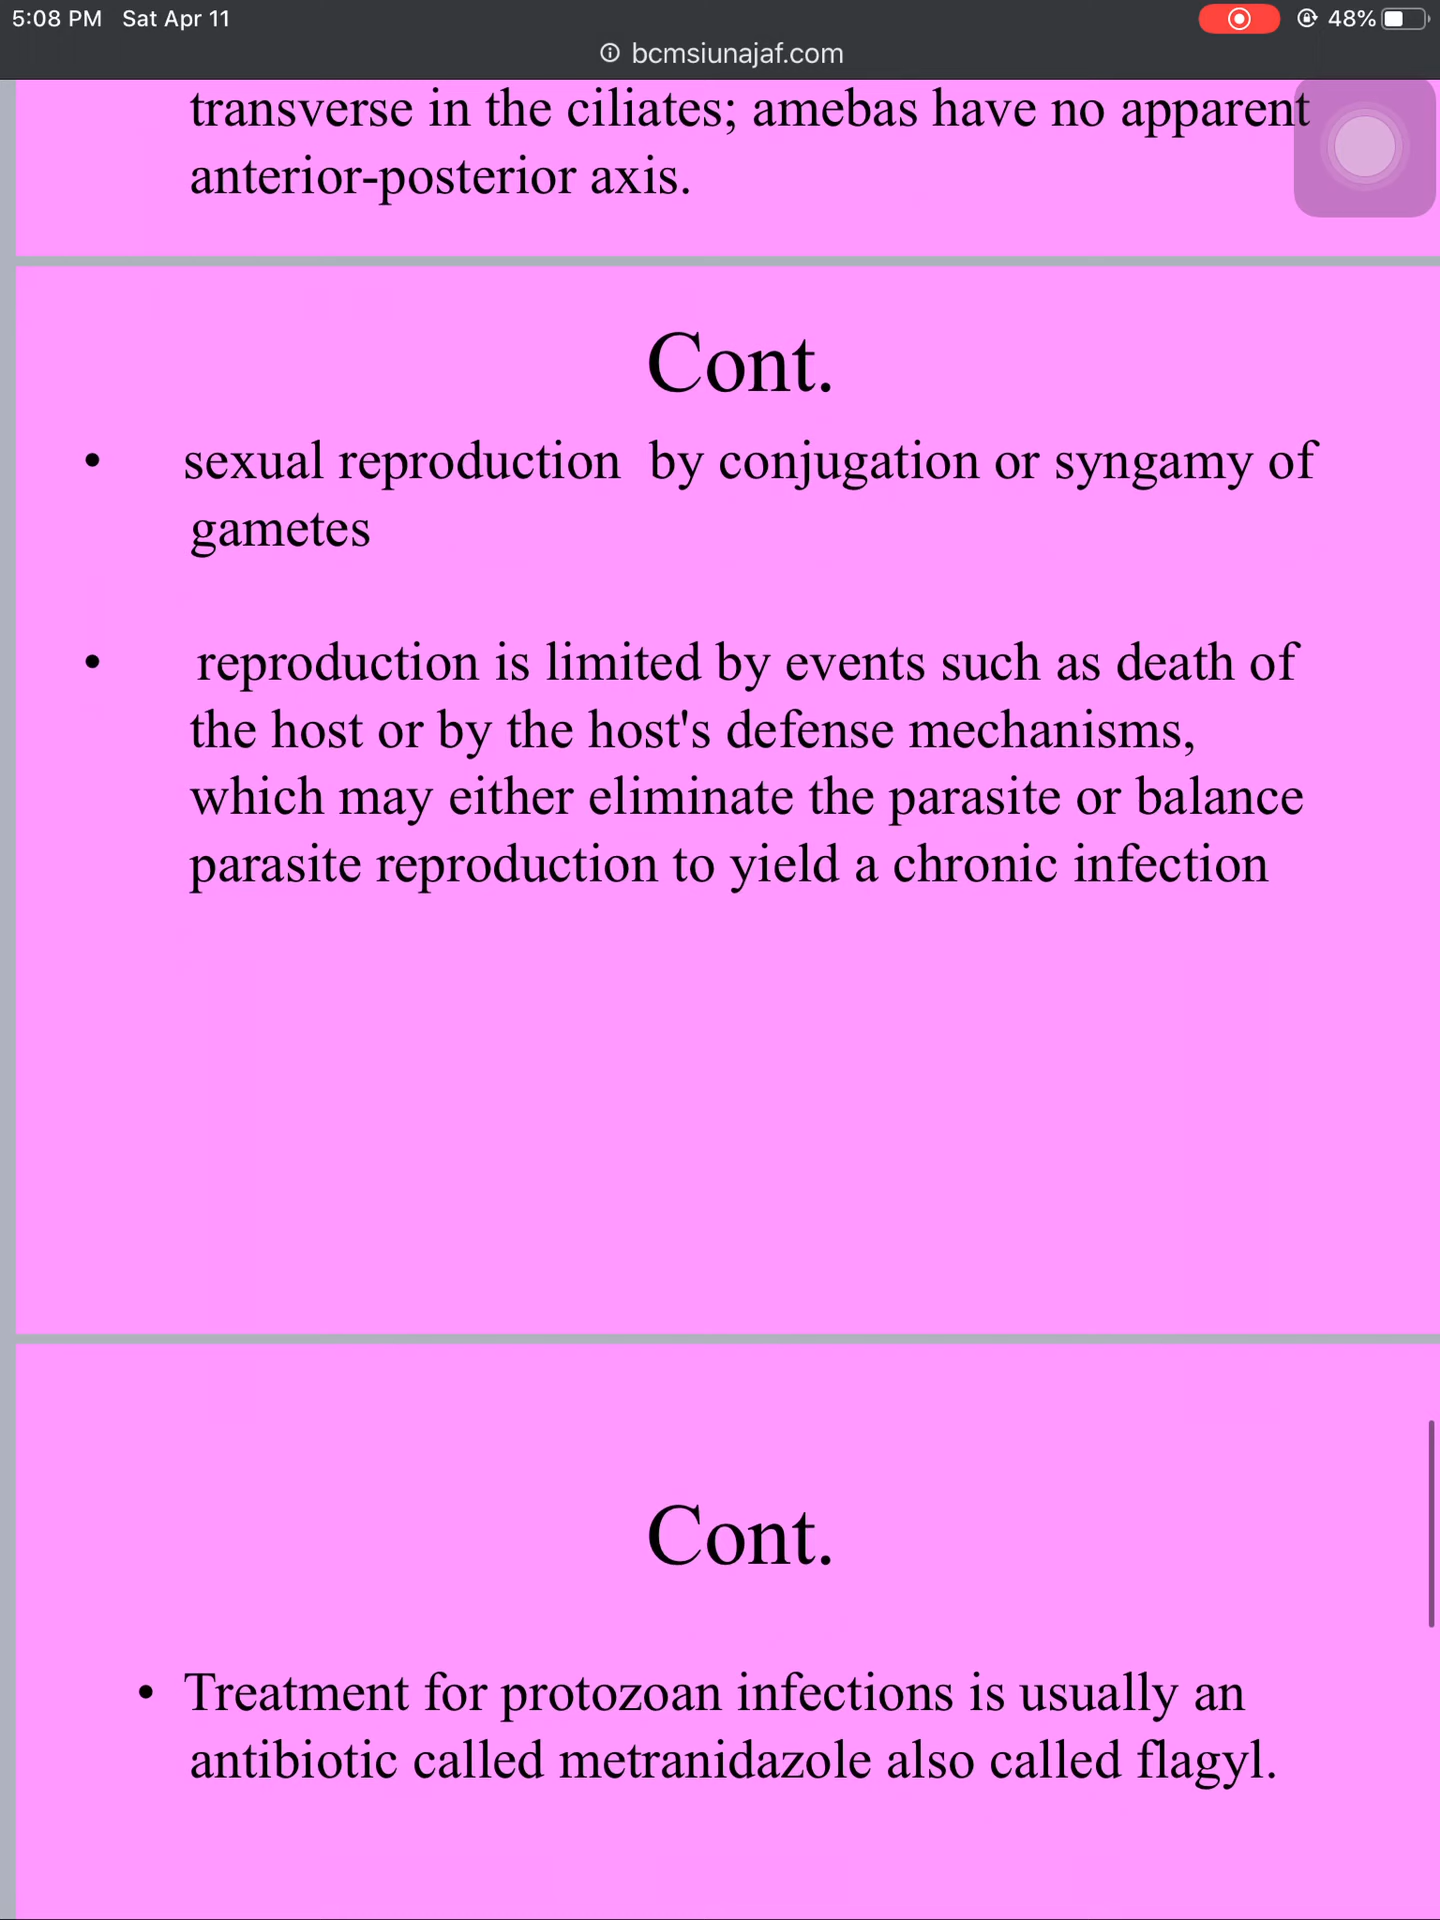 5:08 PM Sat Apr 11
48%
bcmsiunajaf.com
transverse in the ciliates; amebas have no apparent
anterior-posterior axis.
Cont.
• sexual reproduction by conjugation or syngamy of
gametes
• reproduction is limited by events such as death of
the host or by the host's defense mechanisms,
which may either eliminate the parasite or balance
parasite reproduction to yield a chronic infection
Cont.
• Treatment for protozoan infections is usually an
antibiotic called metranidazole also called flagyl.